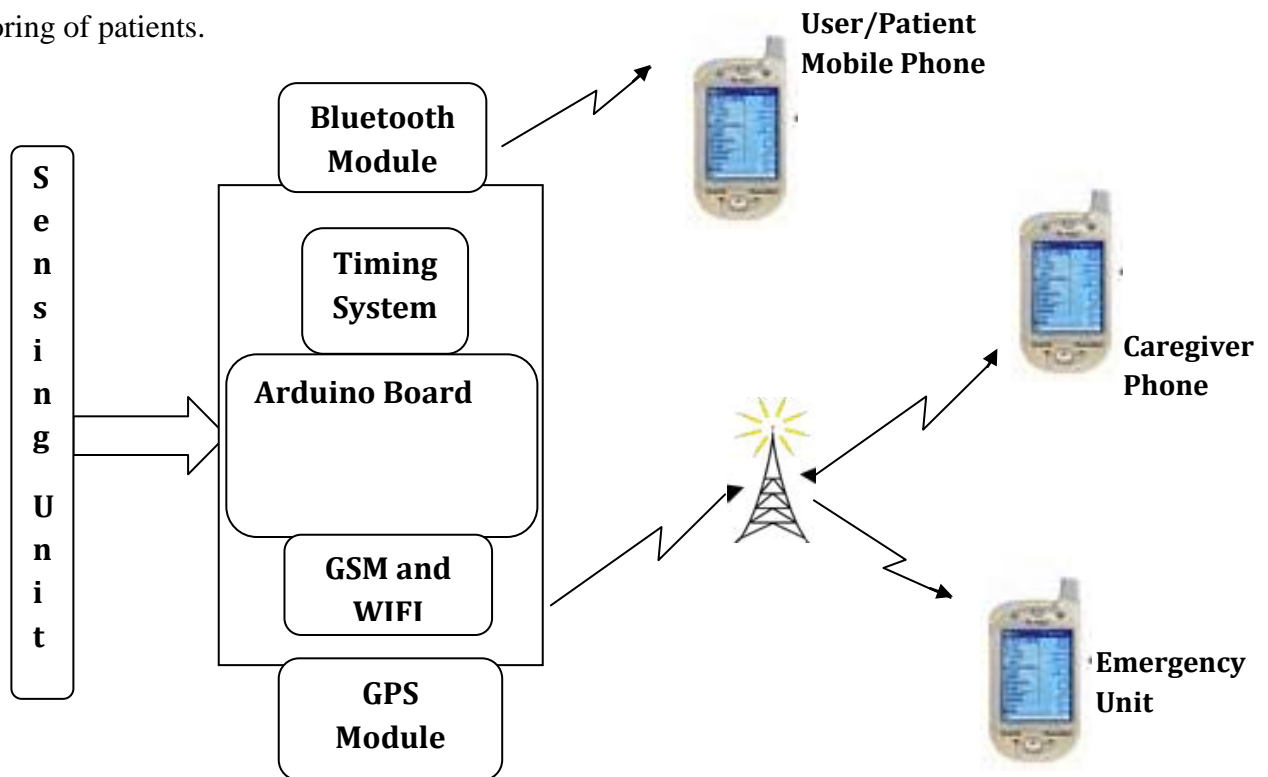 oring of patients.
User/Patient
Mobile Phone
Bluetooth
Module
S
e
n
s
i
n
g
U
n
i
t
Timing
System
Arduino Board
Caregiver
Phone
GSM and
WIFI
Emergency
Unit
GPS
Module